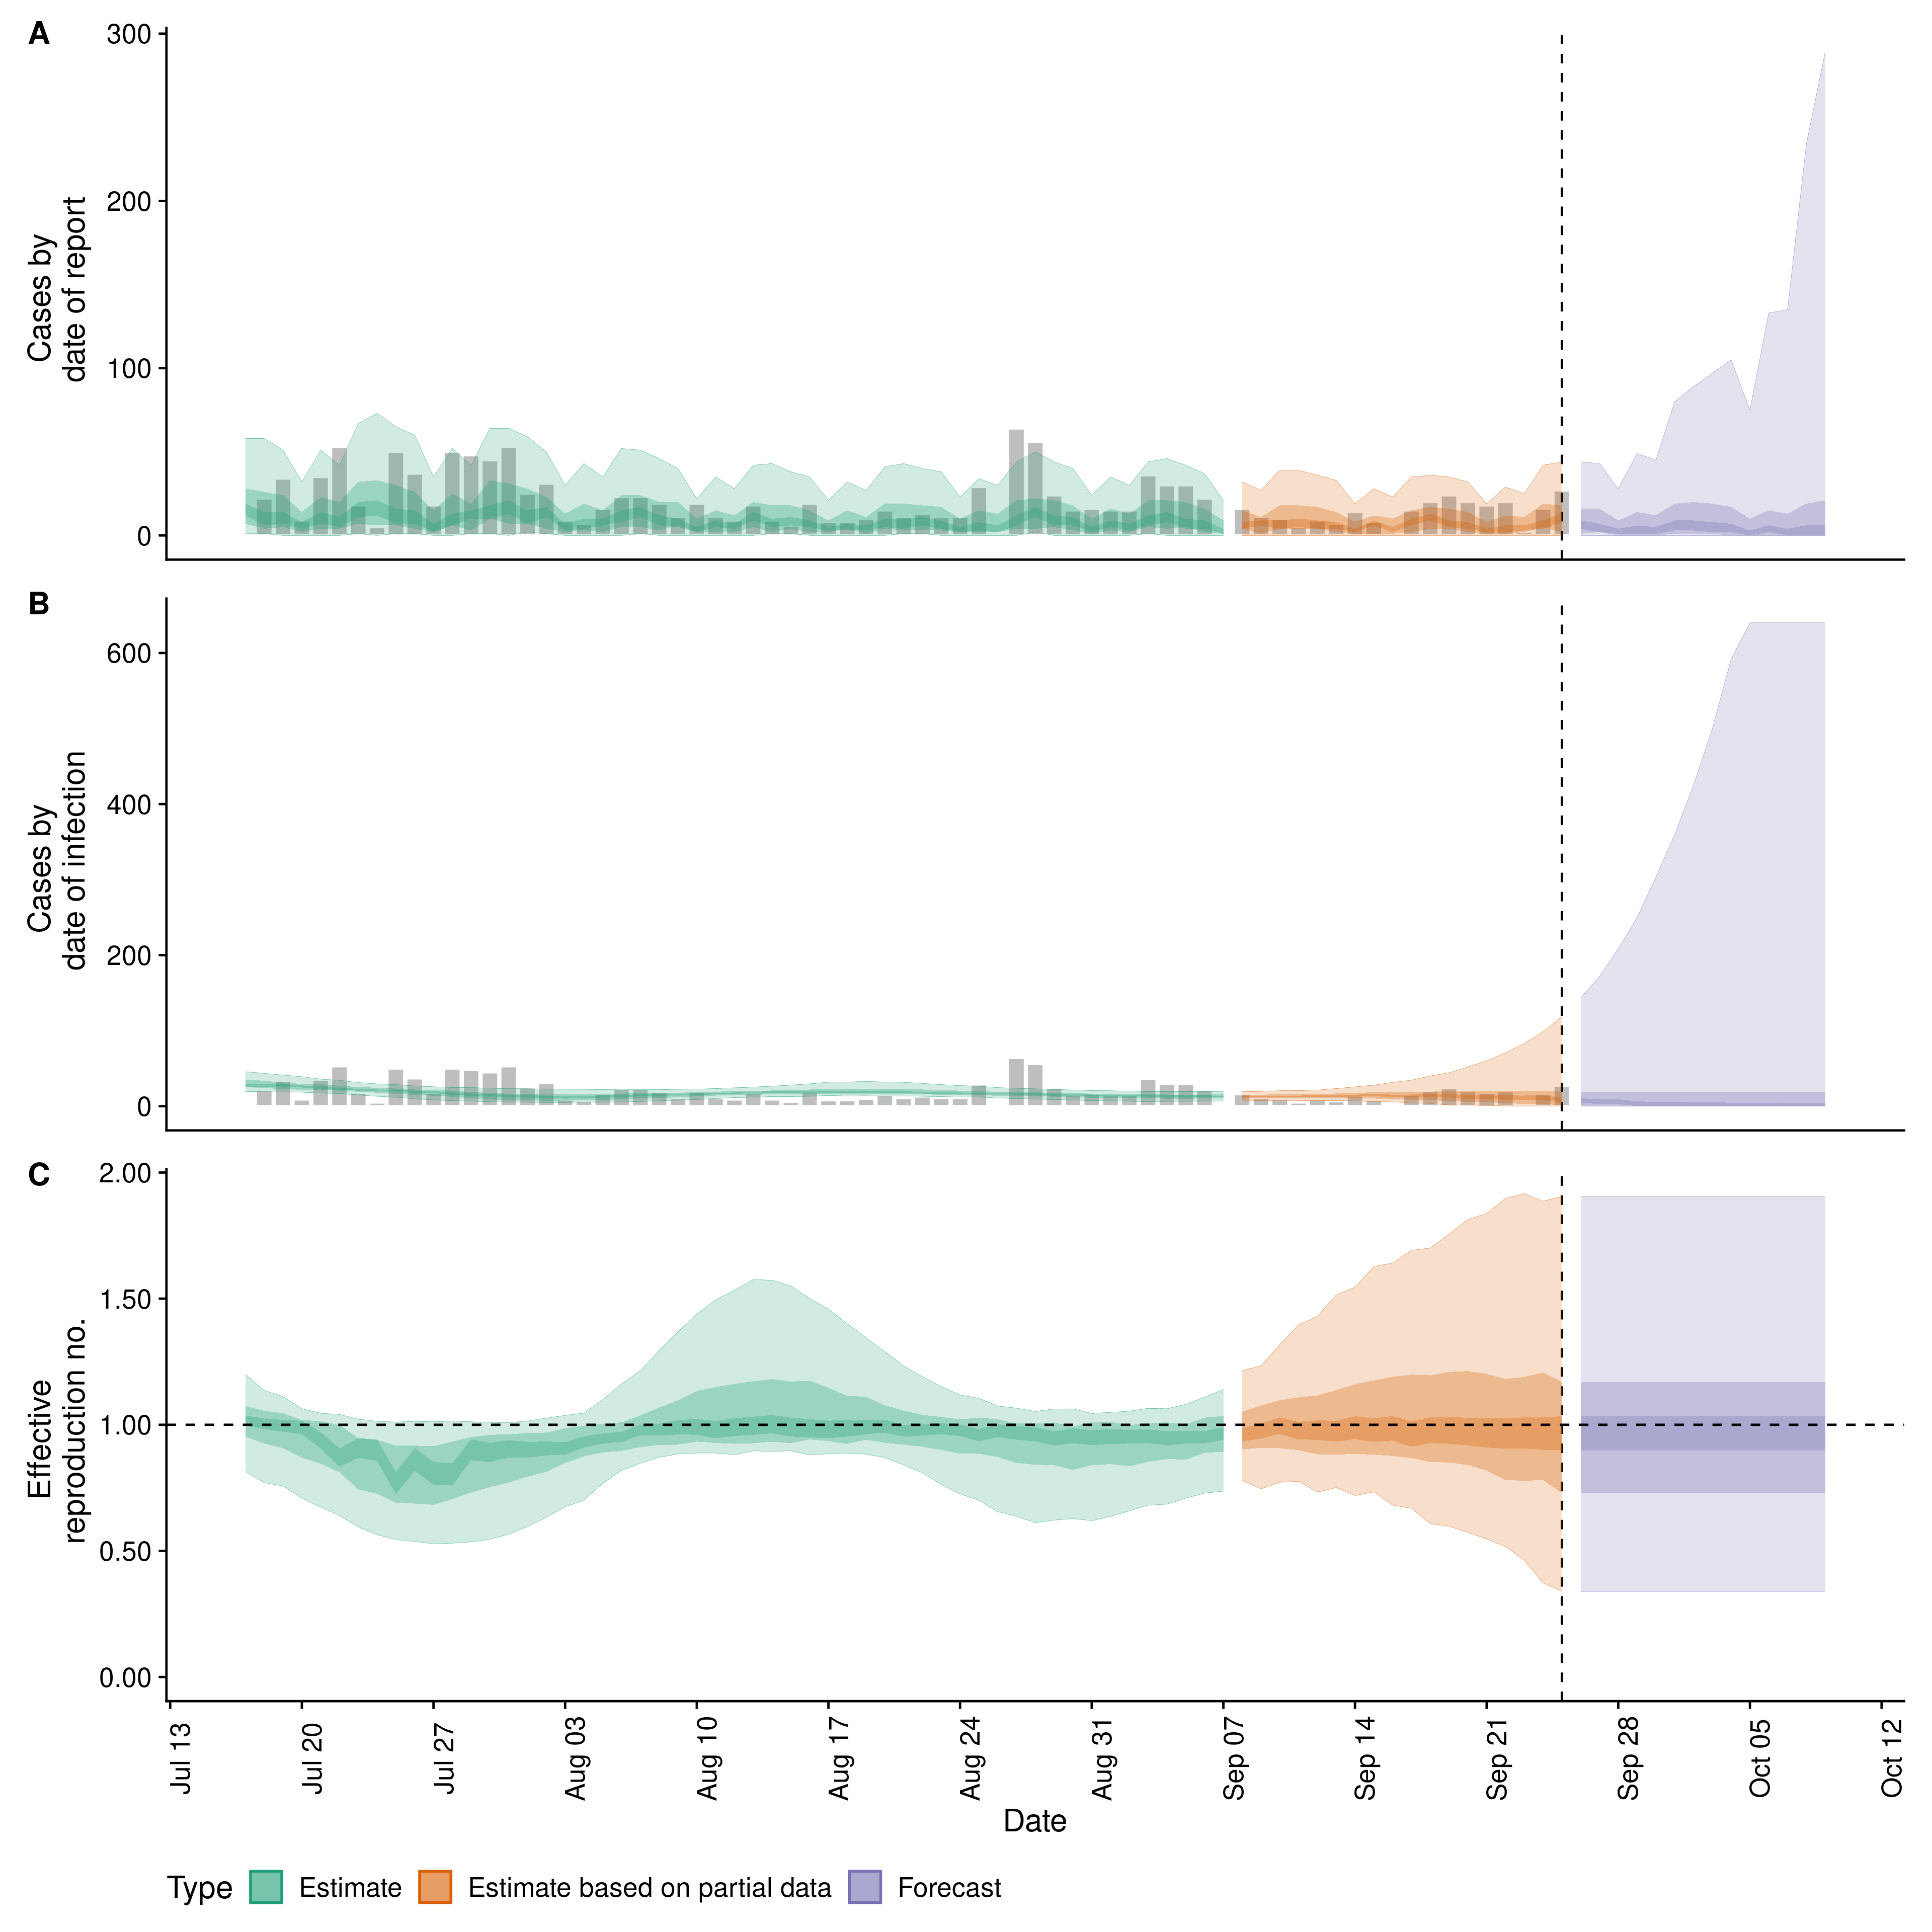 A
300
200
100
0
Cases by
date of report
B
600
400
200
0
Cases by
date of infection
C
2.00
1.50
1.00
0.50
0.00
Effective
reproduction no.
Jul 13
Jul 20
Jul 27
Aug 03
Aug 10
Aug 17
Aug 24
Aug 31
Sep 07
Sep 14
Sep 21
Sep 28
Oct 05
Oct 12
Date
Type Estimate Estimate based on partial data Forecast